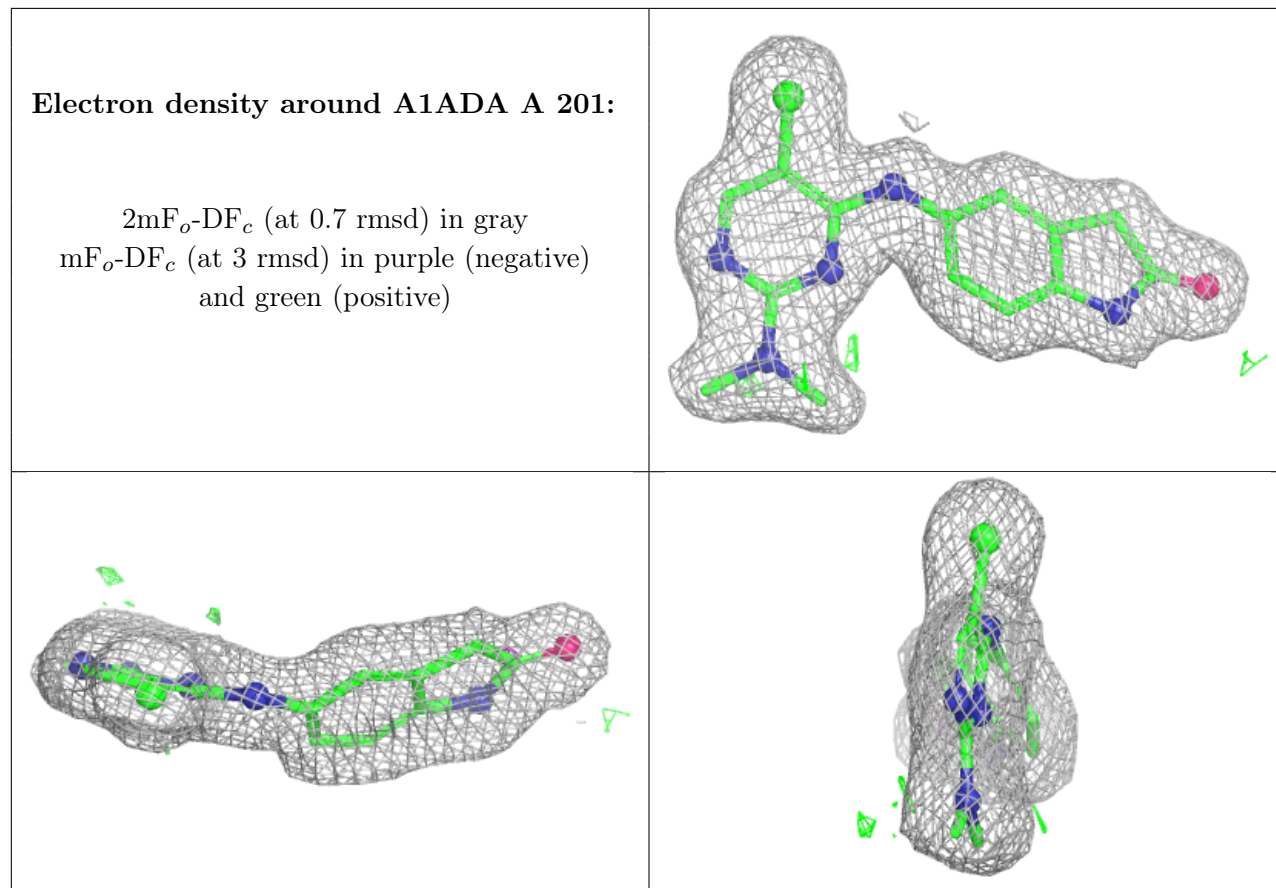 Electron density around A1ADA A 201:
2mFo-DFc (at 0.7 rmsd) in gray
mFo-DFc (at 3 rmsd) in purple (negative)
and green (positive)